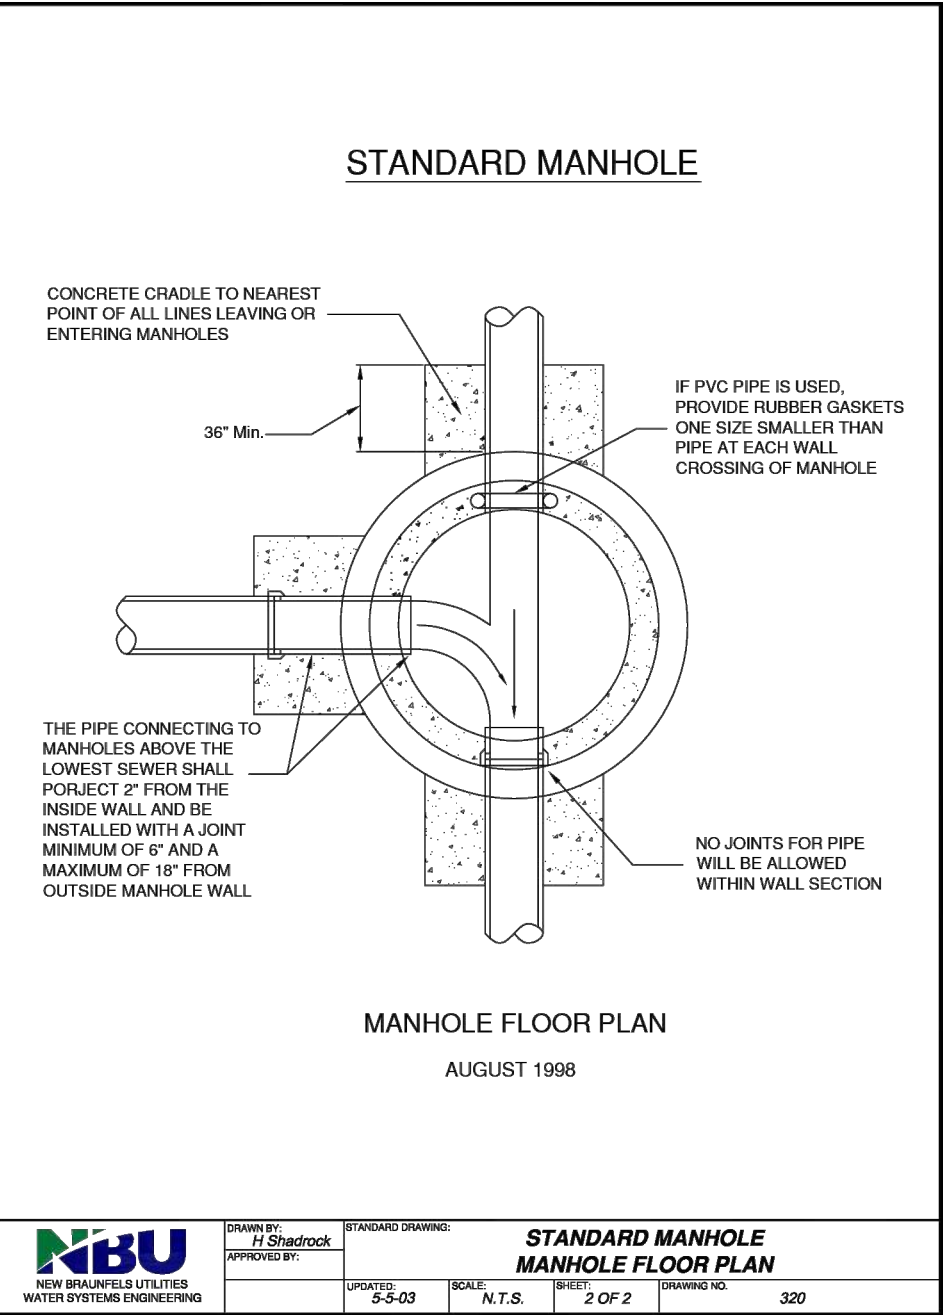 STANDARD MANHOLE
CONCRETE CRADLE TO NEAREST
POINT OF ALL LINES LEAVING OR
ENTERING MANHOLES
36" Min.
IF PVC PIPE IS USED,
PROVIDE RUBBER GASKETS
ONE SIZE SMALLER THAN
PIPE AT EACH WALL
CROSSING OF MANHOLE
THE PIPE CONNECTING TO
MANHOLES ABOVE THE
LOWEST SEWER SHALL
PORJECT 2" FROM THE
INSIDE WALL AND BE
INSTALLED WITH A JOINT
MINIMUM OF 6" AND A
MAXIMUM OF 18" FROM
OUTSIDE MANHOLE WALL
NO JOINTS FOR PIPE
WILL BE ALLOWED
WITHIN WALL SECTION
MANHOLE FLOOR PLAN
AUGUST 1998
NBU
NEW BRAUNFELS UTILITIES
WATER SYSTEMS ENGINEERING
DRAWN BY:
H Shadrock
APPROVED BY:
STANDARD DRAWING:
STANDARD MANHOLE
MANHOLE FLOOR PLAN
UPDATED:
5-5-03
SCALE:
N.T.S.
SHEET:
2 OF 2
DRAWING NO.
320